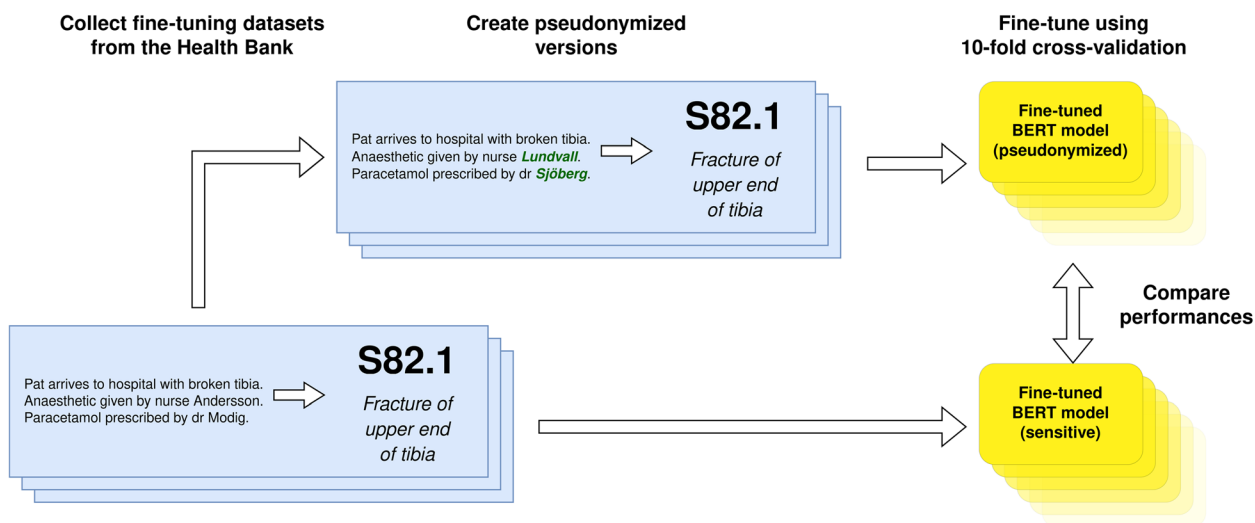 Collect fine-tuning datasets
from the Health Bank
Create pseudonymized
versions
Fine-tune using
10-fold cross-validation
Pat arrives to hospital with broken tibia.
Anaesthetic given by nurse Lundvall.
Paracetamol prescribed by dr Sjöberg.
S82.1
Fracture of
upper end
of tibia
Fine-tuned
BERT model
(pseudonymized)
Compare
performances
Pat arrives to hospital with broken tibia.
Anaesthetic given by nurse Andersson.
Paracetamol prescribed by dr Modig.
S82.1
Fracture of
upper end
of tibia
Fine-tuned
BERT model
(sensitive)